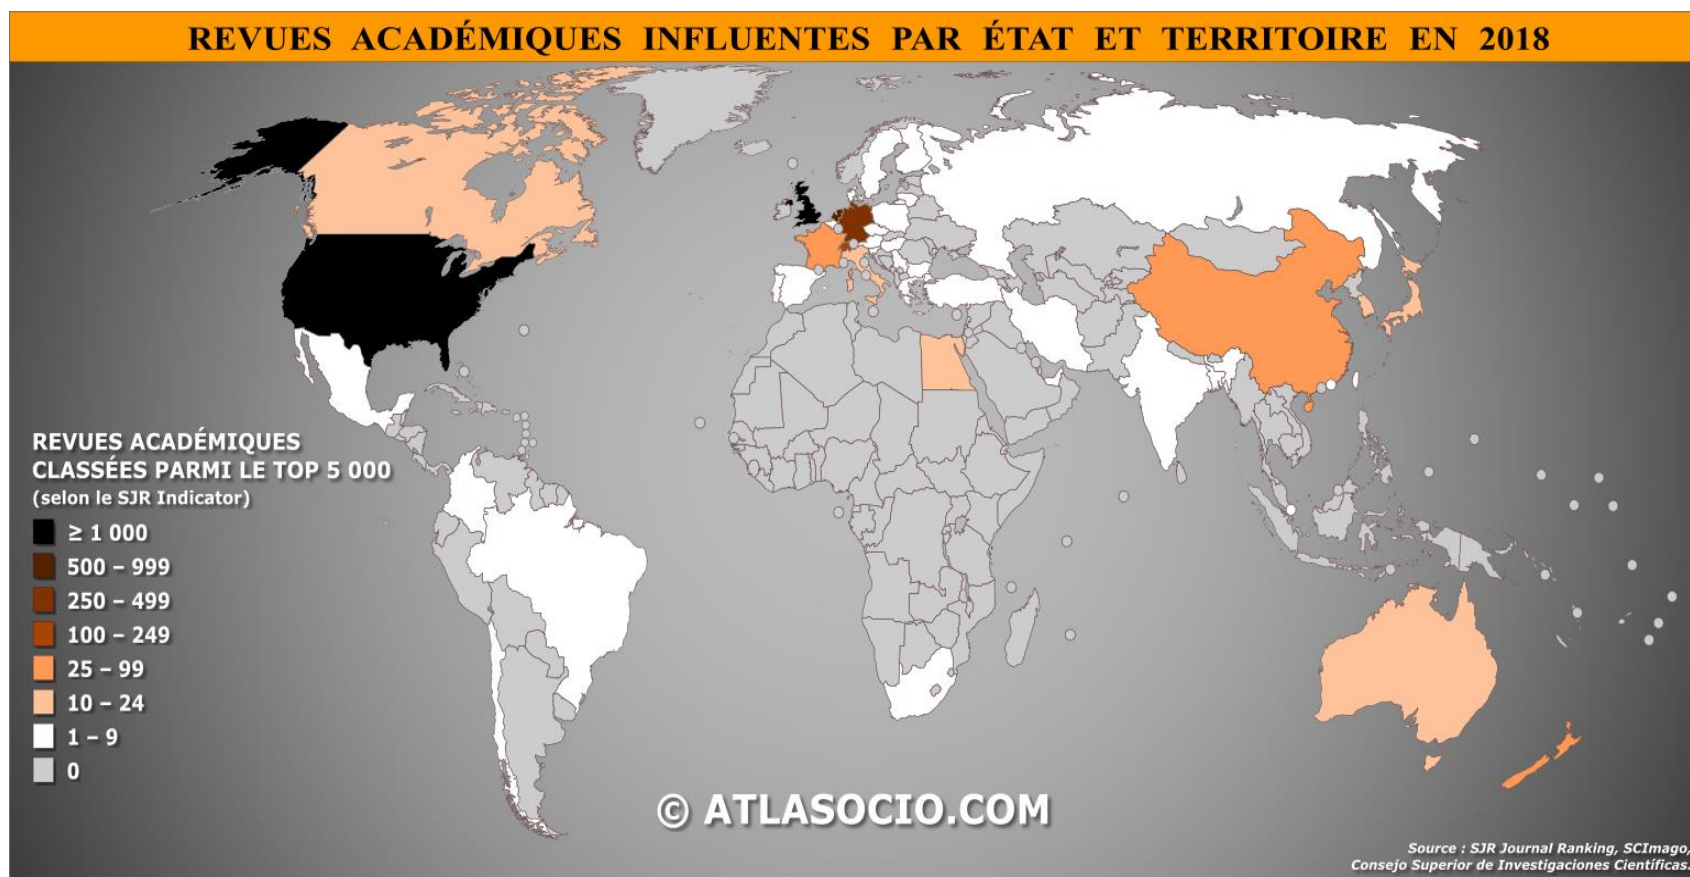 REVUES ACADÉMIQUES INFLUENTES PAR ÉTAT ET TERRITOIRE EN 2018
REVUES ACADÉMIQUES
CLASSÉES PARMI LE TOP 5 000
(selon le SJR Indicator)
≥ 1 000
500 – 999
250 – 499
100 – 249
25 – 99
10 – 24
1 – 9
0
© ATLASOCIO.COM
Source : SJR Journal Ranking, SCImago,
Consejo Superior de Investigaciones Científicas.